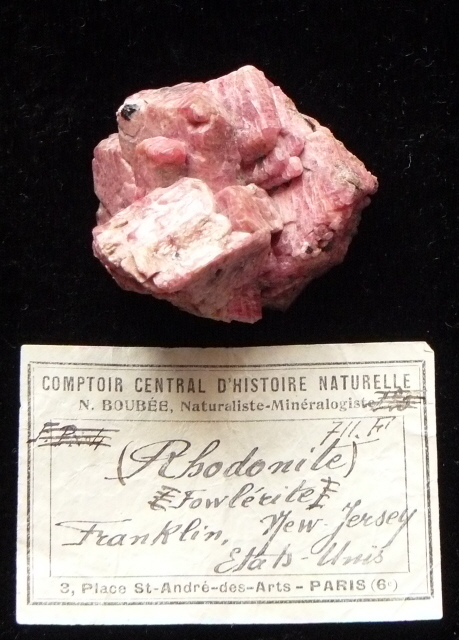 COMPTOIR CENTRAL D'HISTOIRE NATURELLE
N. BOUBÉE, Naturaliste-Minéralogiste
(Rhodonite)
Fowlérite
Franklin, New-Jersey
Etats-Unis
3, Place St-André-des-Arts - PARIS (6e)